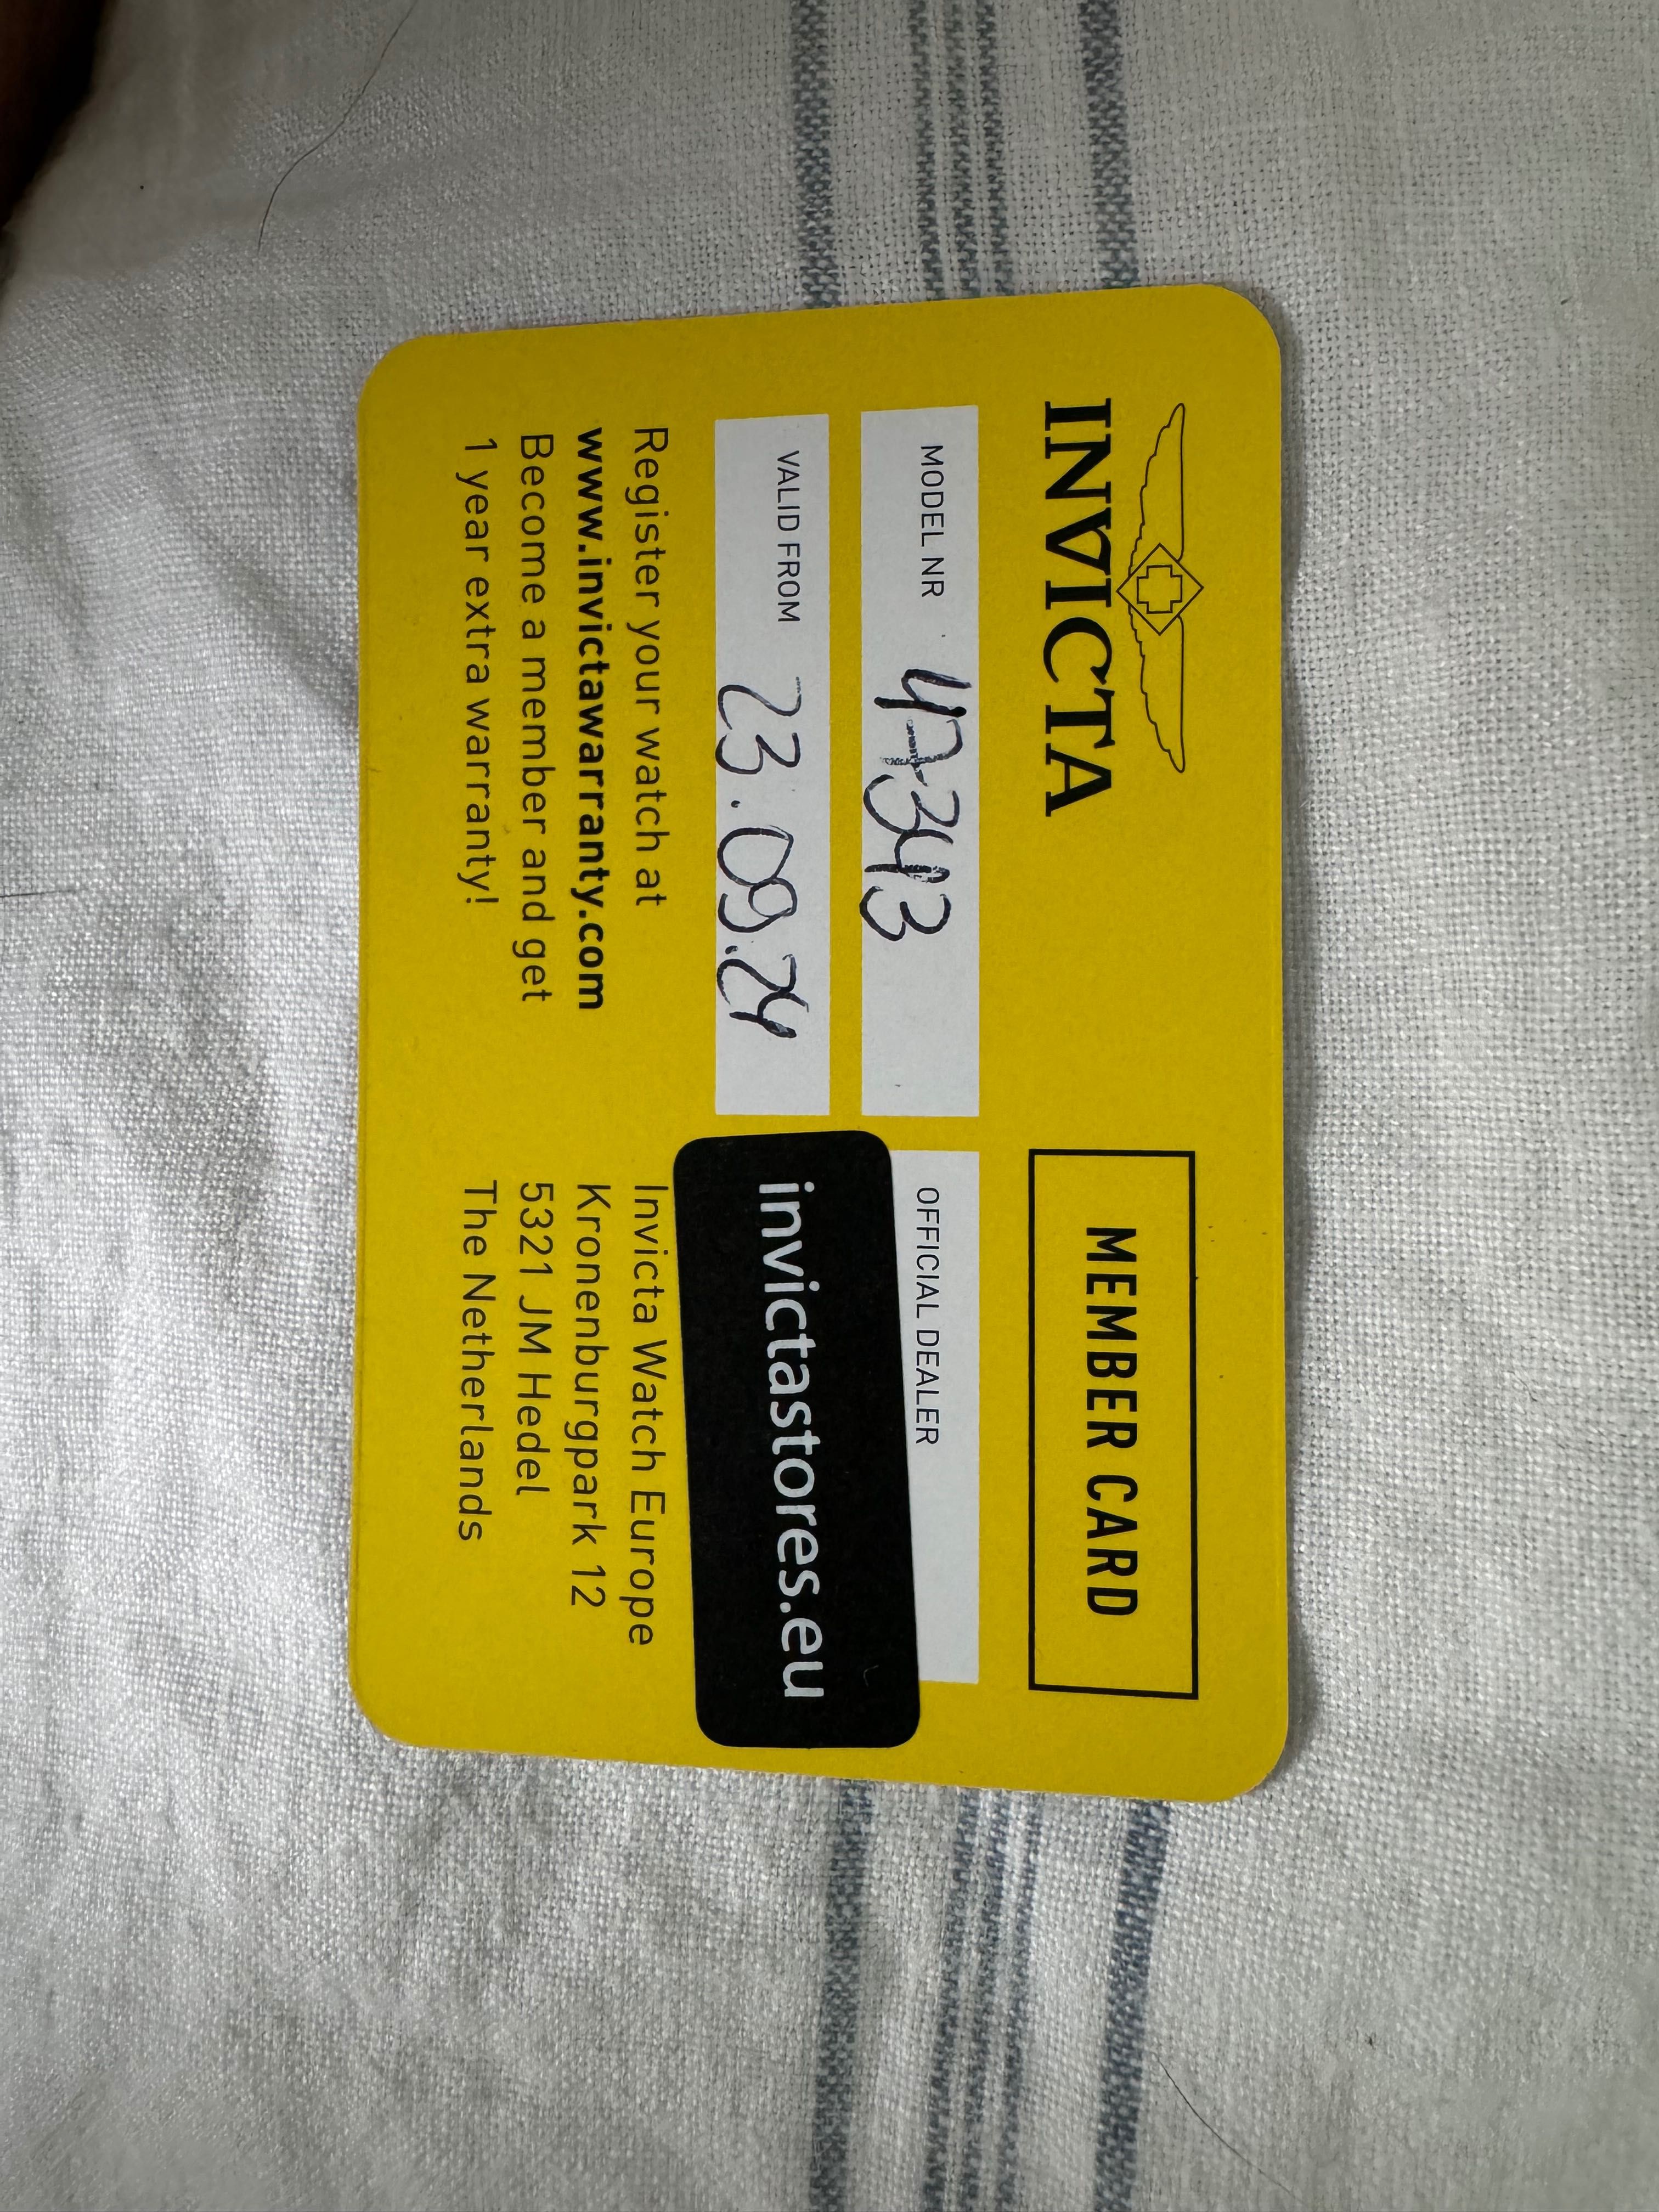 INVICTA
MEMBER CARD
MODEL NR 47343
OFFICIAL DEALER
VALID FROM 23.09.24
invictastores.eu
Register your watch at
www.invictawarranty.com
Become a member and get
1 year extra warranty!
Invicta Watch Europe
Kronenburgpark 12
5321 JM Hedel
The Netherlands